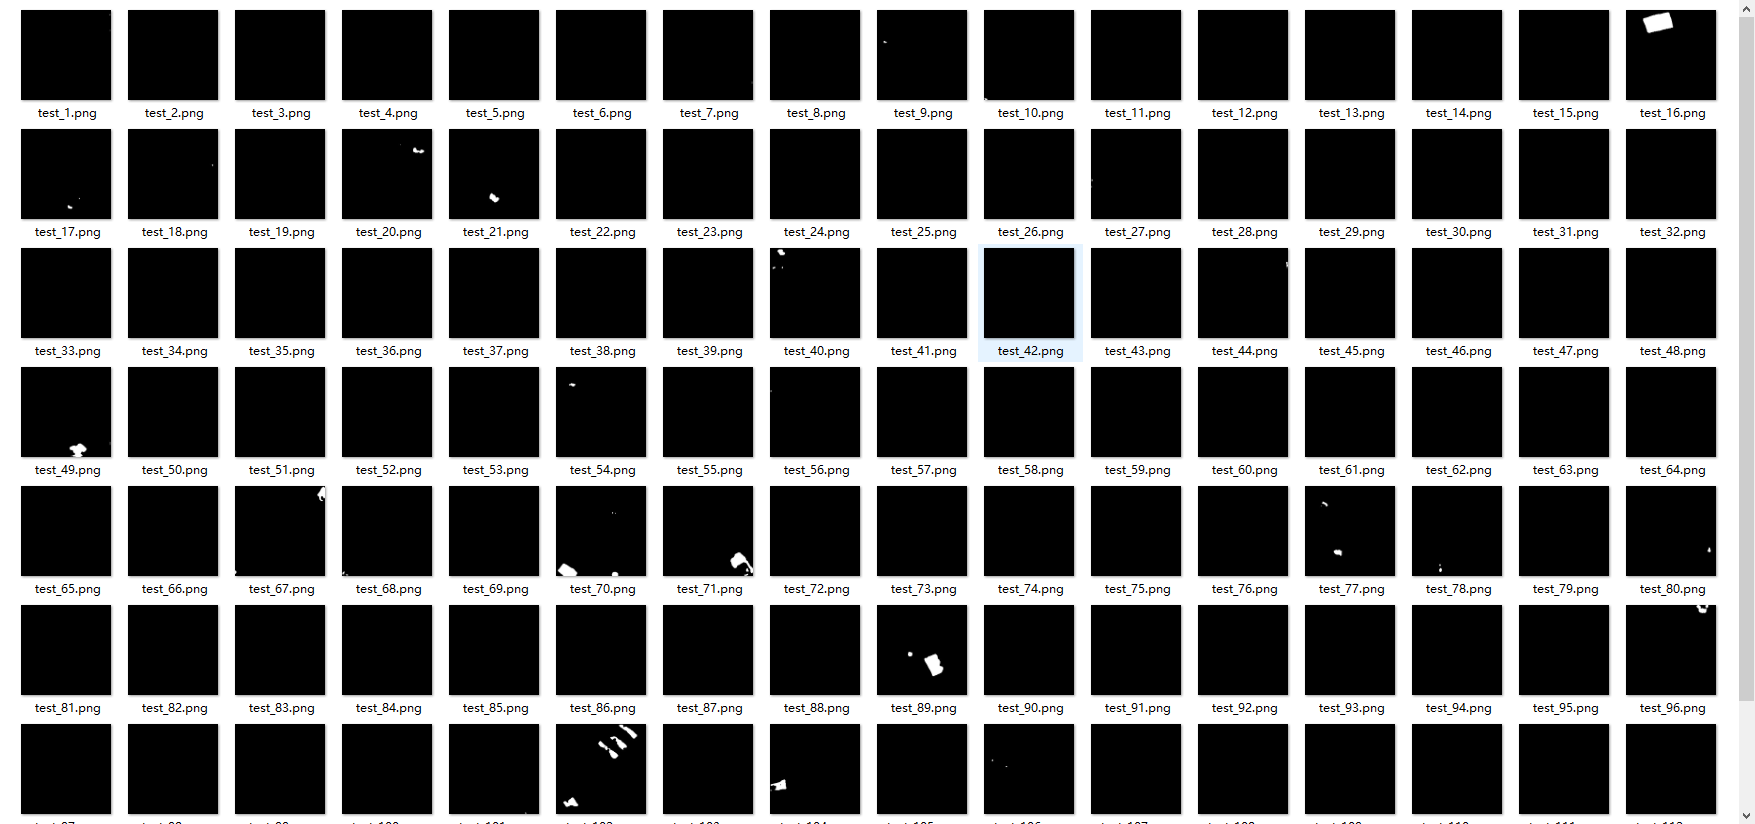 test_1.png test_2.png test_3.png test_4.png test_5.png test_6.png test_7.png test_8.png test_9.png test_10.png test_11.png test_12.png test_13.png test_14.png test_15.png test_16.png
test_17.png test_18.png test_19.png test_20.png test_21.png test_22.png test_23.png test_24.png test_25.png test_26.png test_27.png test_28.png test_29.png test_30.png test_31.png test_32.png
test_33.png test_34.png test_35.png test_36.png test_37.png test_38.png test_39.png test_40.png test_41.png test_42.png test_43.png test_44.png test_45.png test_46.png test_47.png test_48.png
test_49.png test_50.png test_51.png test_52.png test_53.png test_54.png test_55.png test_56.png test_57.png test_58.png test_59.png test_60.png test_61.png test_62.png test_63.png test_64.png
test_65.png test_66.png test_67.png test_68.png test_69.png test_70.png test_71.png test_72.png test_73.png test_74.png test_75.png test_76.png test_77.png test_78.png test_79.png test_80.png
test_81.png test_82.png test_83.png test_84.png test_85.png test_86.png test_87.png test_88.png test_89.png test_90.png test_91.png test_92.png test_93.png test_94.png test_95.png test_96.png